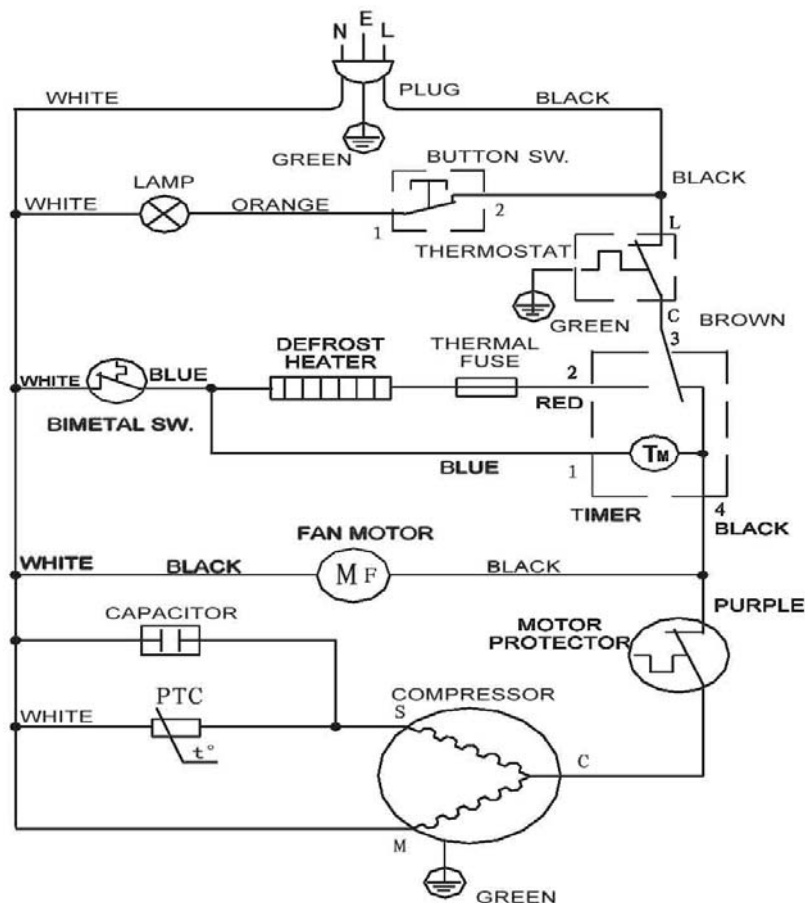 N E L
WHITE PLUG BLACK
GREEN
BUTTON SW.
LAMP BLACK
WHITE ORANGE
1 2
L
THERMOSTAT
GREEN C BROWN
3
DEFROST HEATER
THERMAL FUSE
WHITE BLUE 2
RED
BIMETAL SW.
BLUE 1 TM
TIMER 4
BLACK
FAN MOTOR
WHITE BLACK MF BLACK
PURPLE
CAPACITOR MOTOR PROTECTOR
PTC COMPRESSOR
WHITE S
t°
C
M
GREEN